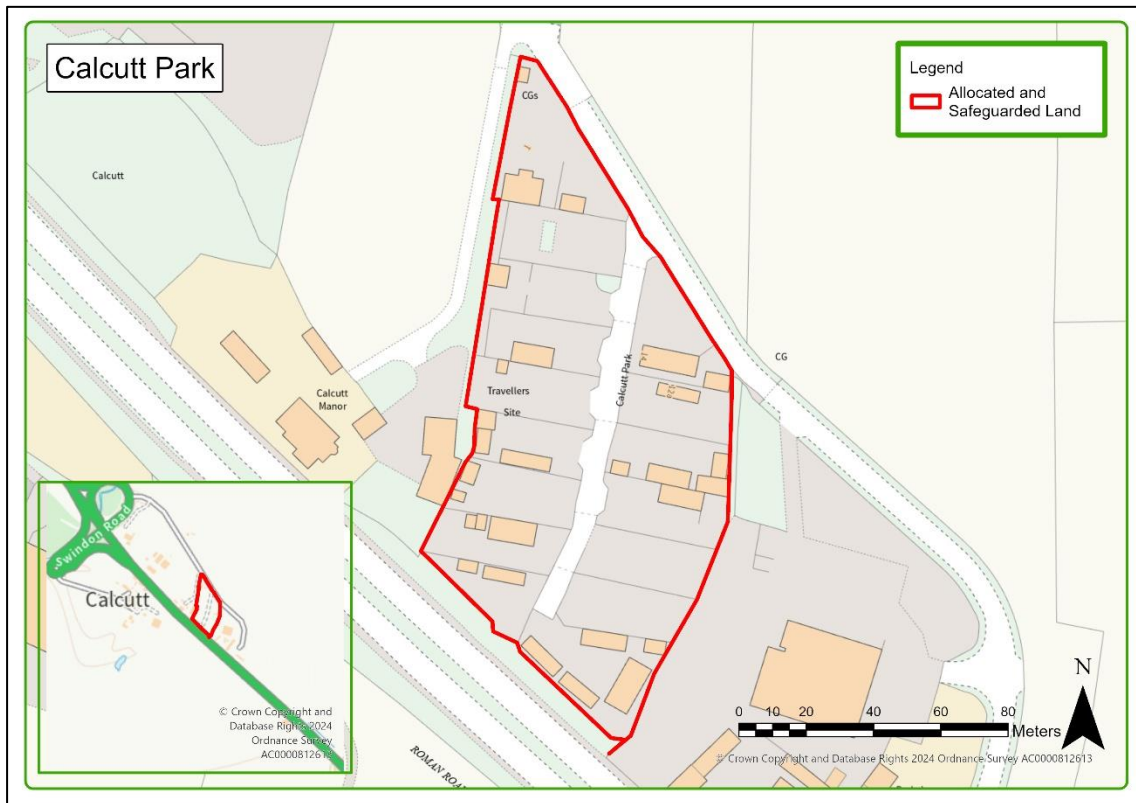 Calcutt Park
Legend
Allocated and
Safeguarded Land
CGs
1
Calcutt
CG
14
Calcutt Park
Travellers
Site
Calcutt
Manor
Swindon Road
Calcutt
© Crown Copyright and
Database Rights 2024
Ordnance Survey
AC0000812613
ROMAN ROAD
N
0 20 40 60 80
Meters
© Crown Copyright and Database Rights 2024 Ordnance Survey AC0000812613